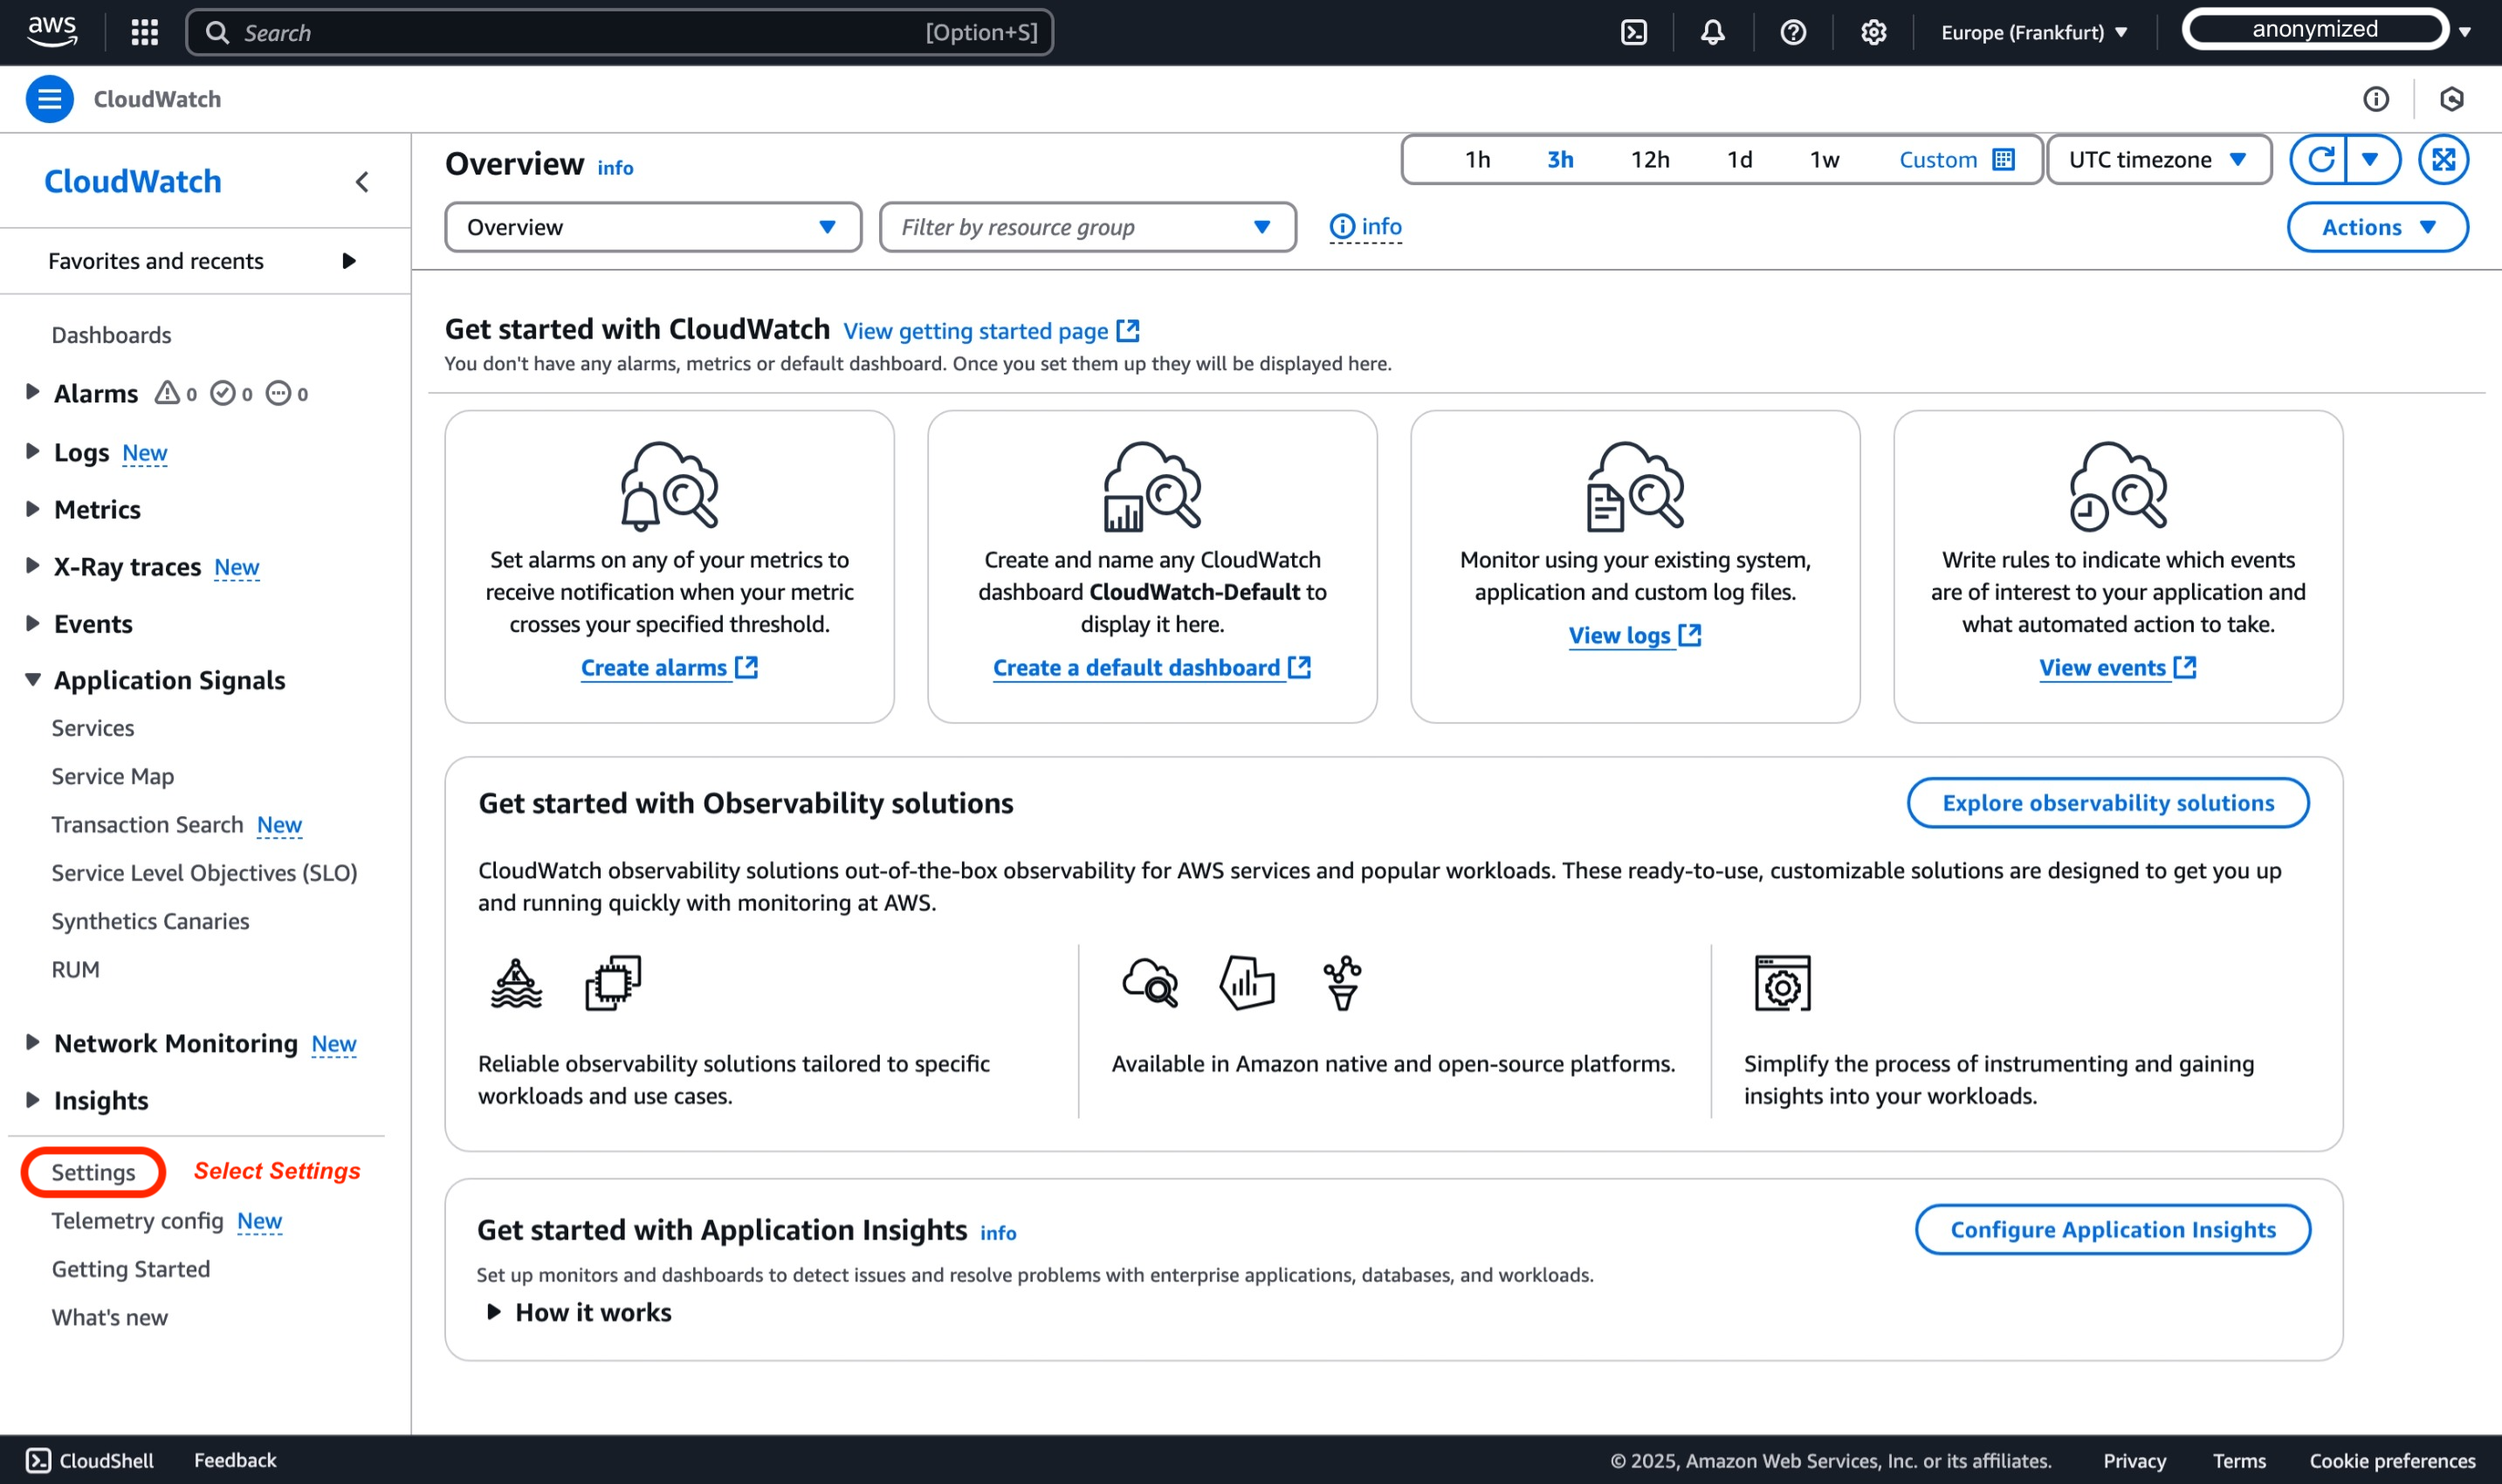 aws
Search [Option+S]
Europe (Frankfurt)
anonymized
CloudWatch
CloudWatch
Favorites and recents
Dashboards
Alarms 0 0 0
Logs New
Metrics
X-Ray traces New
Events
Application Signals
Services
Service Map
Transaction Search New
Service Level Objectives (SLO)
Synthetics Canaries
RUM
Network Monitoring New
Insights
Settings Select Settings
Telemetry config New
Getting Started
What's new
Overview info
1h 3h 12h 1d 1w Custom UTC timezone
Overview Filter by resource group info
Actions
Get started with CloudWatch View getting started page
You don't have any alarms, metrics or default dashboard. Once you set them up they will be displayed here.
Set alarms on any of your metrics to
receive notification when your metric
crosses your specified threshold.
Create alarms
Create and name any CloudWatch
dashboard CloudWatch-Default to
display it here.
Create a default dashboard
Monitor using your existing system,
application and custom log files.
View logs
Write rules to indicate which events
are of interest to your application and
what automated action to take.
View events
Get started with Observability solutions
Explore observability solutions
CloudWatch observability solutions out-of-the-box observability for AWS services and popular workloads. These ready-to-use, customizable solutions are designed to get you up
and running quickly with monitoring at AWS.
K
Reliable observability solutions tailored to specific
workloads and use cases.
Available in Amazon native and open-source platforms.
Simplify the process of instrumenting and gaining
insights into your workloads.
Get started with Application Insights info
Configure Application Insights
Set up monitors and dashboards to detect issues and resolve problems with enterprise applications, databases, and workloads.
How it works
CloudShell Feedback
© 2025, Amazon Web Services, Inc. or its affiliates. Privacy Terms Cookie preferences